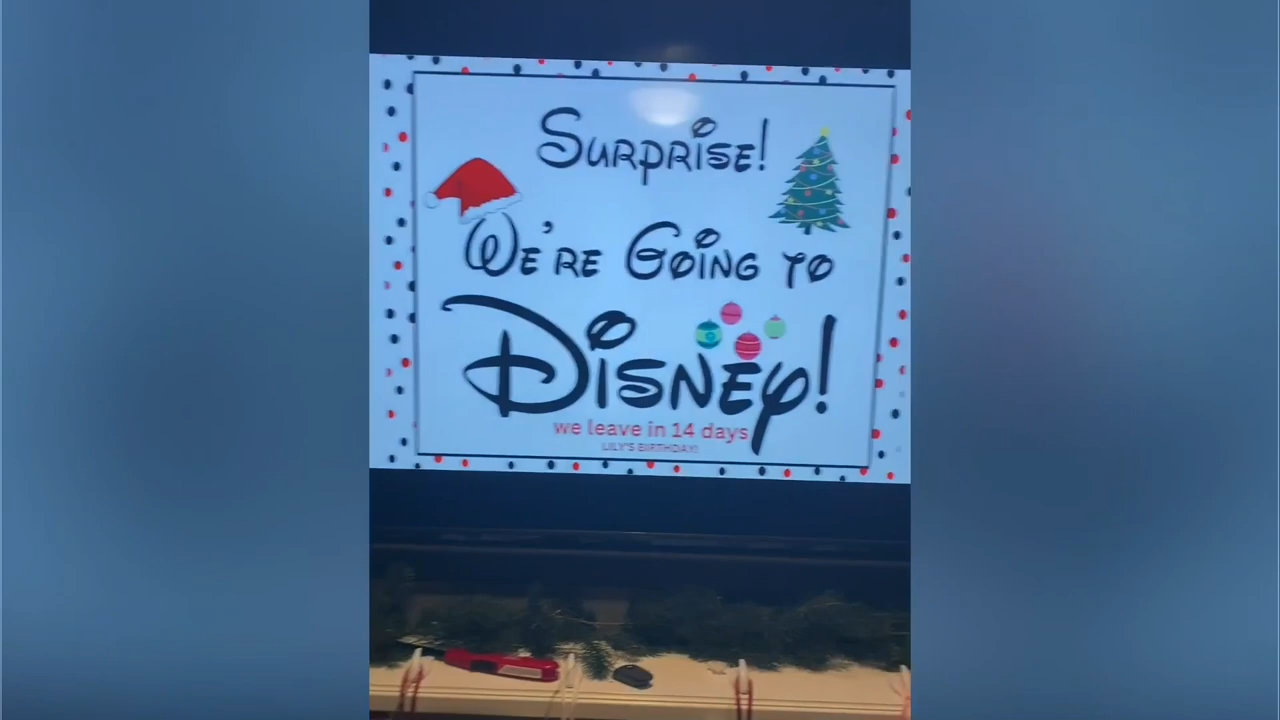 Surprise!
We're Going to
Disney!
we leave in 14 days
LILY'S BIRTHDAY!